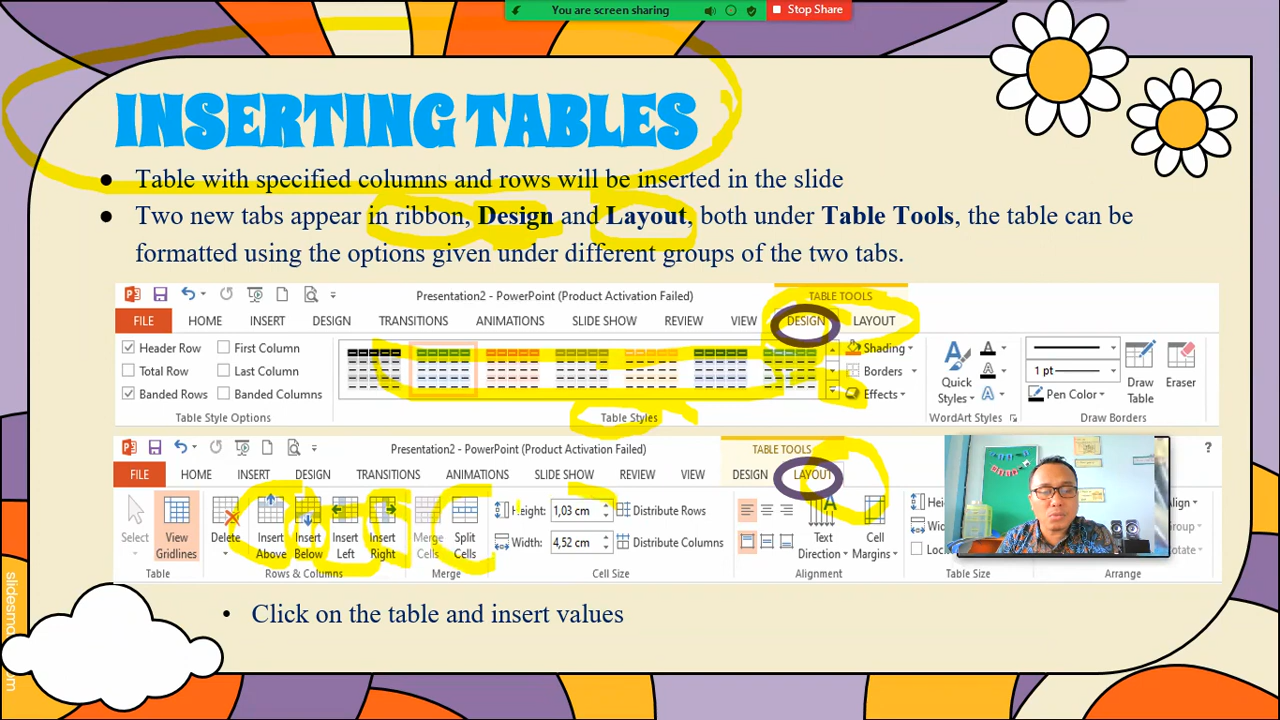 You are screen sharing
Stop Share
INSERTING TABLES
● Table with specified columns and rows will be inserted in the slide
● Two new tabs appear in ribbon, Design and Layout, both under Table Tools, the table can be
formatted using the options given under different groups of the two tabs.
Presentation2 - PowerPoint (Product Activation Failed)
TABLE TOOLS
FILE HOME INSERT DESIGN TRANSITIONS ANIMATIONS SLIDE SHOW REVIEW VIEW DESIGN LAYOUT
Header Row First Column Shading
Total Row Last Column Borders 1 pt
Banded Rows Banded Columns Effects Pen Color
Quick Styles Draw Table Eraser
Table Style Options Table Styles WordArt Styles Draw Borders
Presentation2 - PowerPoint (Product Activation Failed) TABLE TOOLS ?
FILE HOME INSERT DESIGN TRANSITIONS ANIMATIONS SLIDE SHOW REVIEW VIEW DESIGN LAYOUT
Select View Gridlines Delete Insert Above Insert Below Insert Left Insert Right Merge Cells Split Cells
Height: 1,03 cm Distribute Rows
Width: 4,52 cm Distribute Columns
Text Direction Cell Margins
Table Rows & Columns Merge Cell Size Alignment Table Size Arrange
• Click on the table and insert values